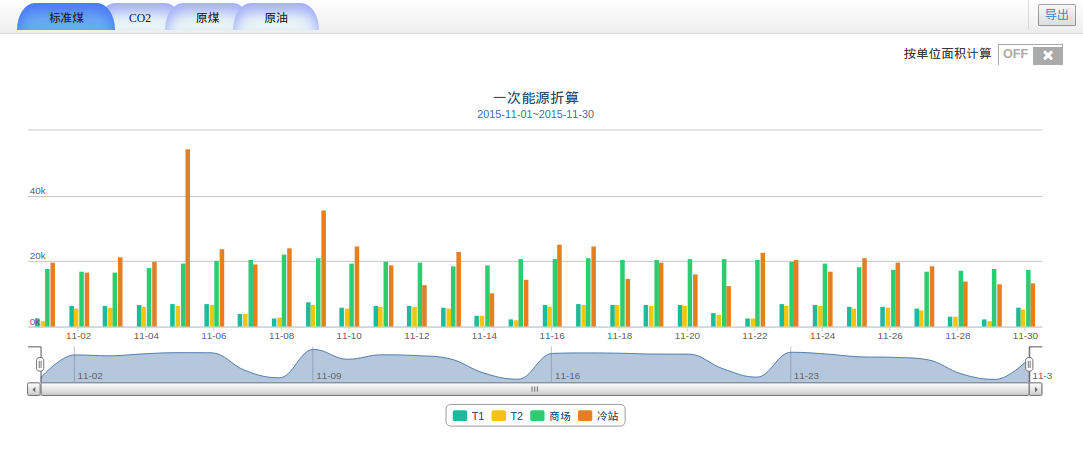 标准煤 CO2 原煤 原油 导出
按单位面积计算 OFF
一次能源折算
2015-11-01~2015-11-30
40k
20k
0k
11-02 11-04 11-06 11-08 11-10 11-12 11-14 11-16 11-18 11-20 11-22 11-24 11-26 11-28 11-30
11-02 11-09 11-16 11-23 11-3
T1 T2 商场 冷站